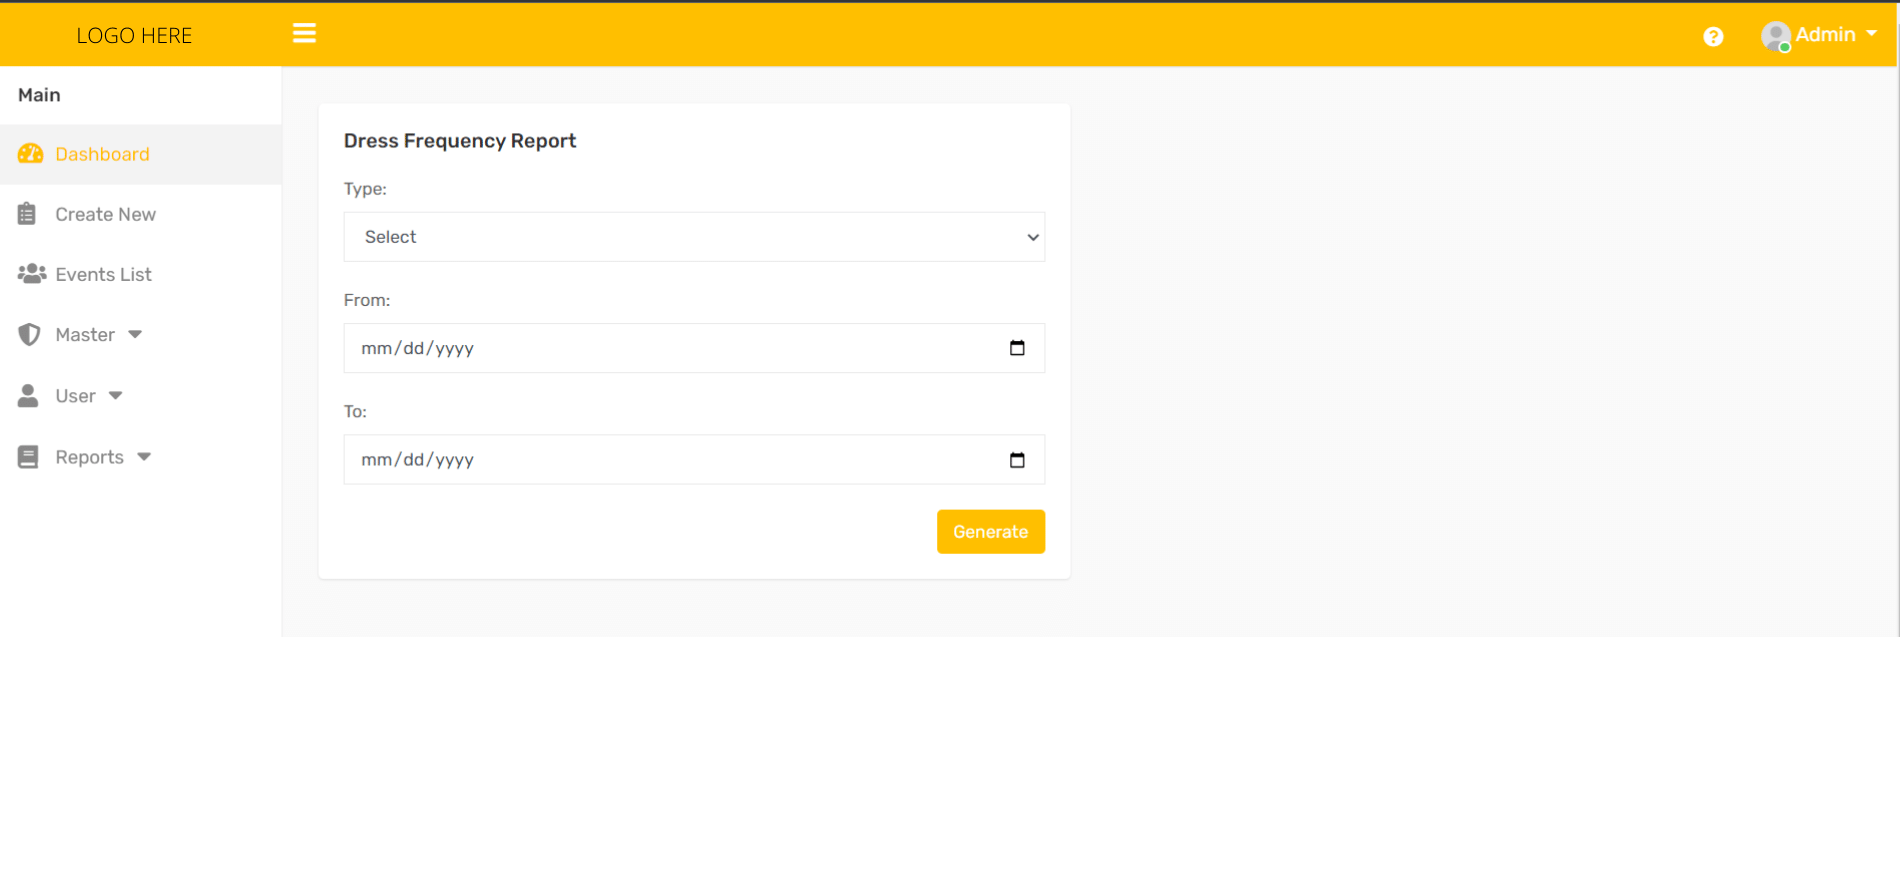 LOGO HERE
Admin
Main
Dashboard
Create New
Events List
Master
User
Reports
Dress Frequency Report
Type:
Select
From:
mm/dd/yyyy
To:
mm/dd/yyyy
Generate